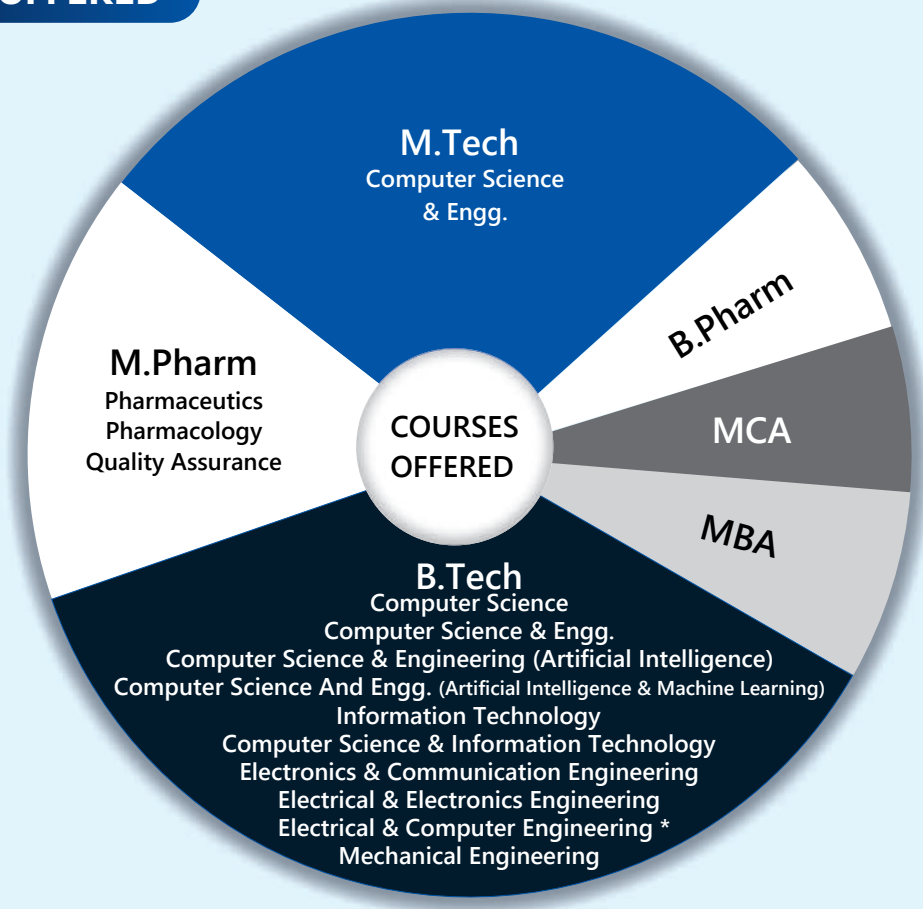 OFFERED
M.Tech
Computer Science
& Engg.
B.Pharm
MCA
MBA
M.Pharm
Pharmaceutics
Pharmacology
Quality Assurance
COURSES
OFFERED
B.Tech
Computer Science
Computer Science & Engg.
Computer Science & Engineering (Artificial Intelligence)
Computer Science And Engg. (Artificial Intelligence & Machine Learning)
Information Technology
Computer Science & Information Technology
Electronics & Communication Engineering
Electrical & Electronics Engineering
Electrical & Computer Engineering *
Mechanical Engineering